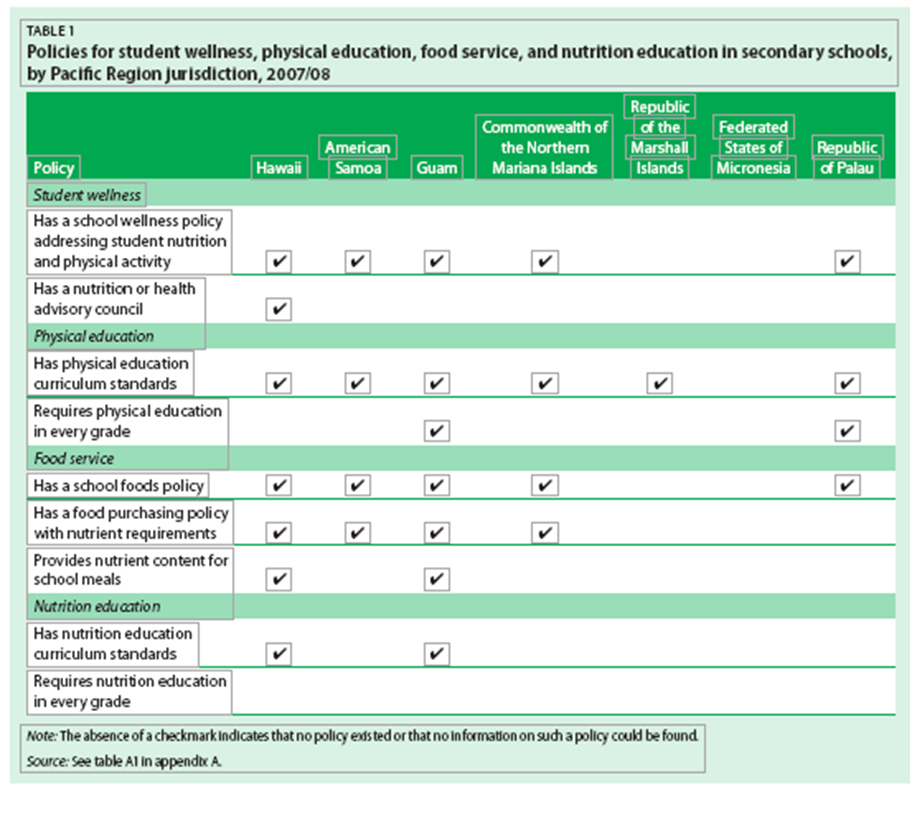 TABLE 1
Policies for student wellness, physical education, food service, and nutrition education in secondary schools,
by Pacific Region jurisdiction, 2007/08
Policy
Hawaii
American
Samoa
Guam
Commonwealth of
the Northern
Mariana Islands
Republic
of the
Marshall
Islands
Federated
States of
Micronesia
Republic
of Palau
Student wellness
Has a school wellness policy
addressing student nutrition
and physical activity ✔ ✔ ✔ ✔ ✔
Has a nutrition or health
advisory council ✔
Physical education
Has physical education
curriculum standards ✔ ✔ ✔ ✔ ✔ ✔
Requires physical education
in every grade ✔ ✔
Food service
Has a school foods policy ✔ ✔ ✔ ✔ ✔
Has a food purchasing policy
with nutrient requirements ✔ ✔ ✔ ✔
Provides nutrient content for
school meals ✔ ✔
Nutrition education
Has nutrition education
curriculum standards ✔ ✔
Requires nutrition education
in every grade
Note: The absence of a checkmark indicates that no policy existed or that no information on such a policy could be found.
Source: See table A1 in appendix A.